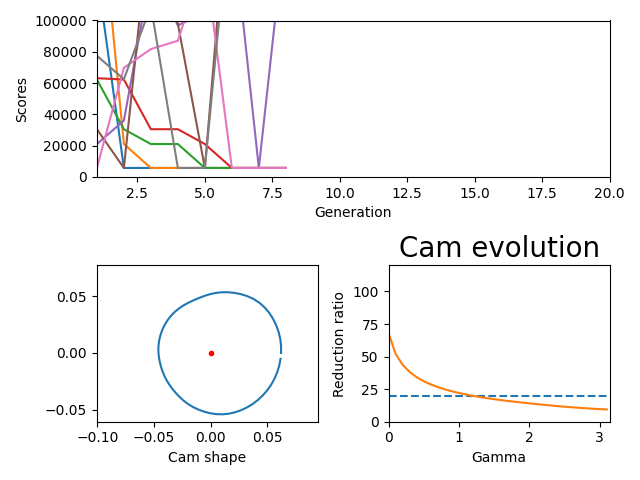 100000
80000
60000
40000
20000
0
Scores
2.5 5.0 7.5 10.0 12.5 15.0 17.5 20.0
Generation
Cam evolution
0.05
0.00
−0.05
−0.10 −0.05 0.00 0.05
Cam shape
100
75
50
25
0
Reduction ratio
0 1 2 3
Gamma